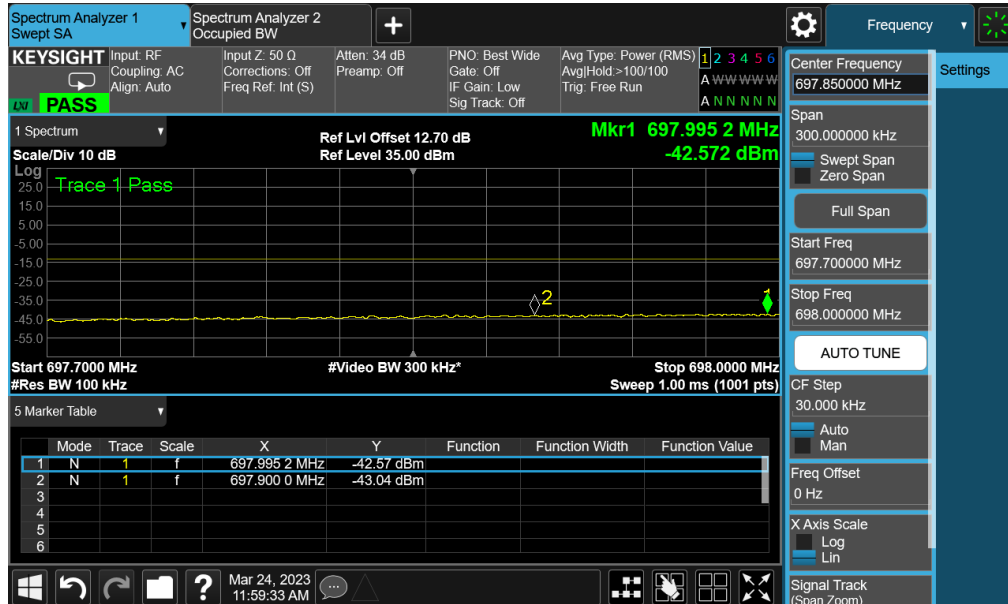 Spectrum Analyzer 1
Swept SA
Spectrum Analyzer 2
Occupied BW
+
Frequency
KEYSIGHT
Input: RF
Coupling: AC
Align: Auto
Input Z: 50 Ω
Corrections: Off
Freq Ref: Int (S)
Atten: 34 dB
Preamp: Off
PNO: Best Wide
Gate: Off
IF Gain: Low
Sig Track: Off
Avg Type: Power (RMS)
Avg|Hold:>100/100
Trig: Free Run
1 2 3 4 5 6
A W W W W W
A N N N N N
LXI PASS
1 Spectrum
Scale/Div 10 dB
Ref Lvl Offset 12.70 dB
Ref Level 35.00 dBm
Mkr1 697.995 2 MHz
-42.572 dBm
Log
Trace 1 Pass
25.0
15.0
5.00
-5.00
-15.0
-25.0
-35.0
-45.0
-55.0
2
1
Start 697.7000 MHz
#Video BW 300 kHz*
Stop 698.0000 MHz
#Res BW 100 kHz
Sweep 1.00 ms (1001 pts)
5 Marker Table
Mode Trace Scale X Y Function Function Width Function Value
1 N 1 f 697.995 2 MHz -42.57 dBm
2 N 1 f 697.900 0 MHz -43.04 dBm
3
4
5
6
?
Mar 24, 2023
11:59:33 AM
Center Frequency
697.850000 MHz
Settings
Span
300.000000 kHz
Swept Span
Zero Span
Full Span
Start Freq
697.700000 MHz
Stop Freq
698.000000 MHz
AUTO TUNE
CF Step
30.000 kHz
Auto
Man
Freq Offset
0 Hz
X Axis Scale
Log
Lin
Signal Track
(Span Zoom)